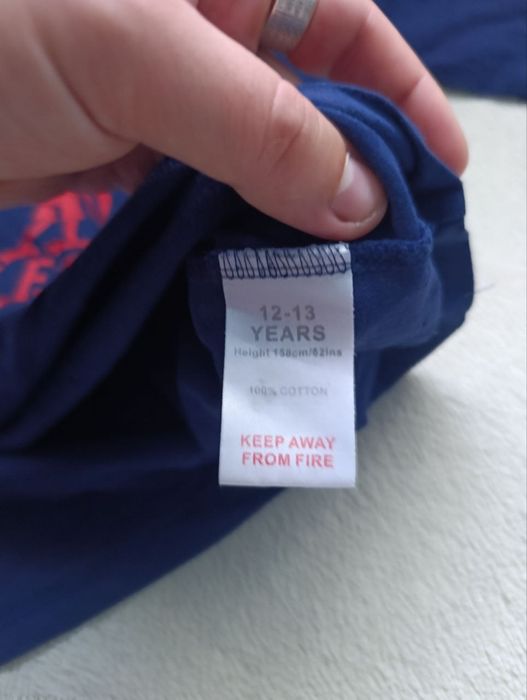 12-13
YEARS
Height 158cm/62ins
100% COTTON
KEEP AWAY
FROM FIRE